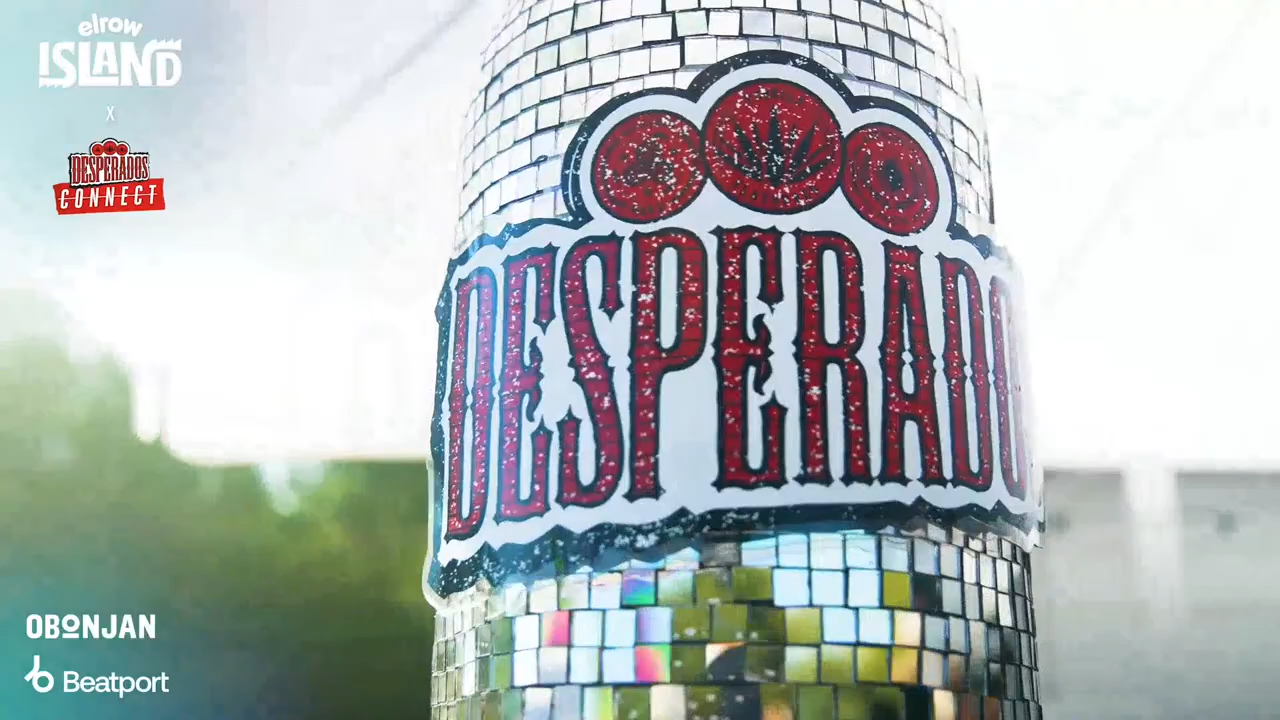 elrow
ISLAND
X
DESPERADOS
CONNECT
DESPERADO
OBONJAN
Beatport